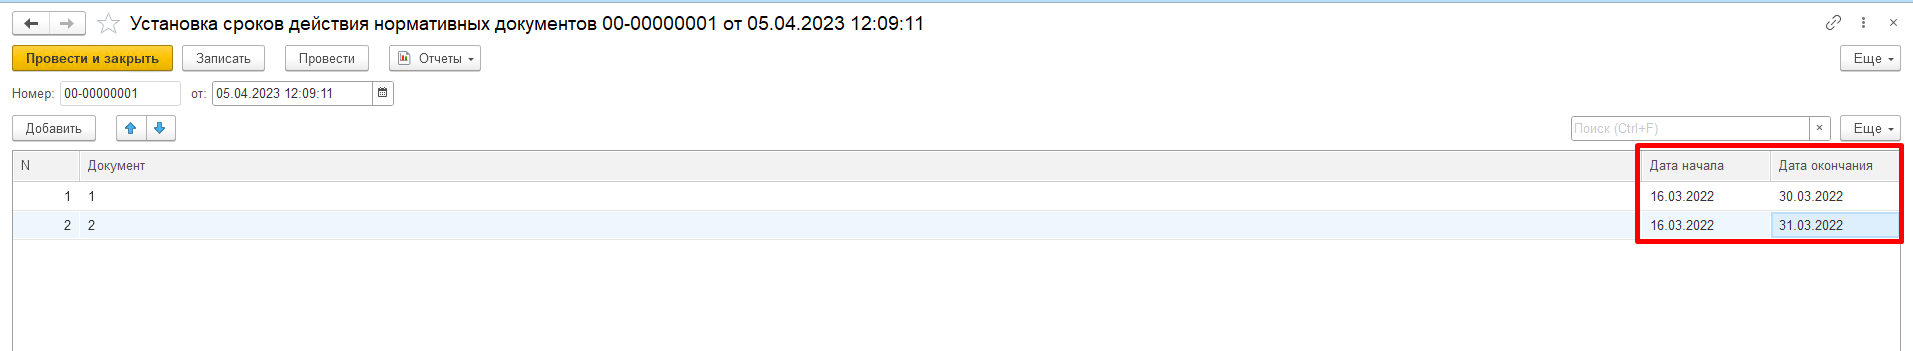 Установка сроков действия нормативных документов 00-00000001 от 05.04.2023 12:09:11
Провести и закрыть Записать Провести Отчеты Еще
Номер: 00-00000001 от: 05.04.2023 12:09:11
Добавить Поиск (Ctrl+F) × Еще
N Документ Дата начала Дата окончания
1 1 16.03.2022 30.03.2022
2 2 16.03.2022 31.03.2022